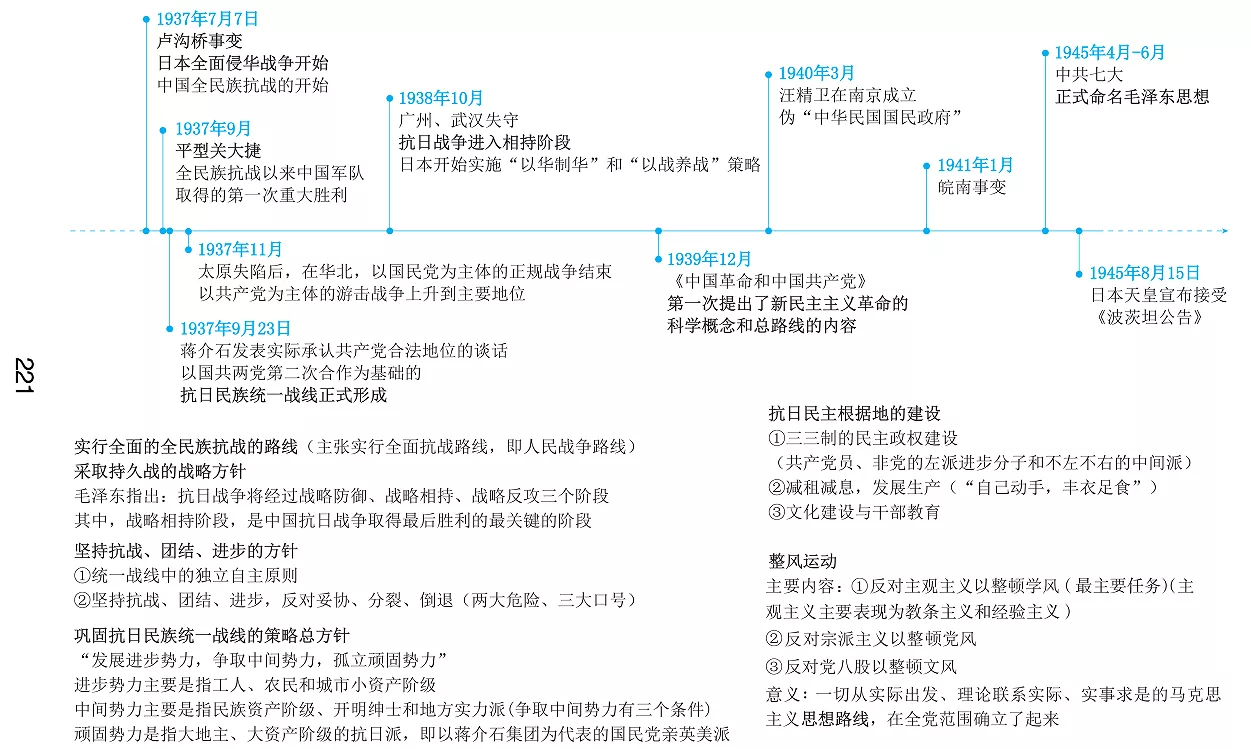 1937年7月7日
卢沟桥事变
日本全面侵华战争开始
中国全民族抗战的开始
1937年9月
平型关大捷
全民族抗战以来中国军队
取得的第一次重大胜利
1938年10月
广州、武汉失守
抗日战争进入相持阶段
日本开始实施“以华制华”和“以战养战”策略
1940年3月
汪精卫在南京成立
伪“中华民国国民政府”
1941年1月
皖南事变
1945年4月-6月
中共七大
正式命名毛泽东思想
1937年11月
太原失陷后，在华北，以国民党为主体的正规战争结束
以共产党为主体的游击战争上升到主要地位
1937年9月23日
蒋介石发表实际承认共产党合法地位的谈话
以国共两党第二次合作为基础的
抗日民族统一战线正式形成
1939年12月
《中国革命和中国共产党》
第一次提出了新民主主义革命的
科学概念和总路线的内容
1945年8月15日
日本天皇宣布接受
《波茨坦公告》
221
实行全面的全民族抗战的路线（主张实行全面抗战路线，即人民战争路线）
采取持久战的战略方针
毛泽东指出：抗日战争将经过战略防御、战略相持、战略反攻三个阶段
其中，战略相持阶段，是中国抗日战争取得最后胜利的最关键的阶段
坚持抗战、团结、进步的方针
①统一战线中的独立自主原则
②坚持抗战、团结、进步，反对妥协、分裂、倒退（两大危险、三大口号）
巩固抗日民族统一战线的策略总方针
“发展进步势力，争取中间势力，孤立顽固势力”
进步势力主要是指工人、农民和城市小资产阶级
中间势力主要是指民族资产阶级、开明绅士和地方实力派(争取中间势力有三个条件)
顽固势力是指大地主、大资产阶级的抗日派，即以蒋介石集团为代表的国民党亲英美派
抗日民主根据地的建设
①三三制的民主政权建设
（共产党员、非党的左派进步分子和不左不右的中间派）
②减租减息，发展生产（“自己动手，丰衣足食”）
③文化建设与干部教育
整风运动
主要内容：①反对主观主义以整顿学风(最主要任务)(主
观主义主要表现为教条主义和经验主义)
②反对宗派主义以整顿党风
③反对党八股以整顿文风
意义：一切从实际出发、理论联系实际、实事求是的马克思
主义思想路线，在全党范围确立了起来